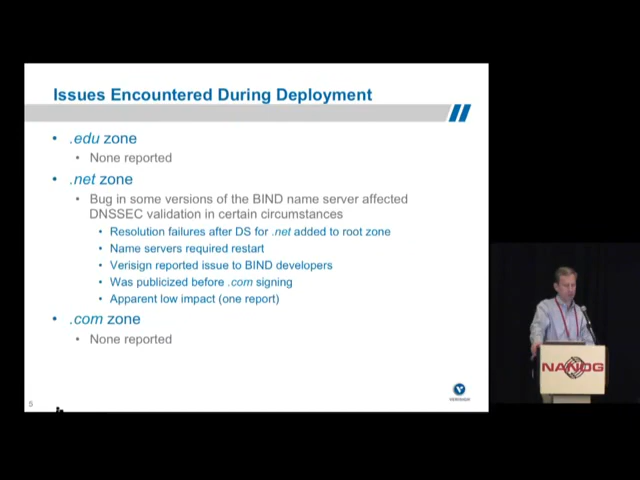 Issues Encountered During Deployment
• .edu zone
• None reported
• .net zone
• Bug in some versions of the BIND name server affected
DNSSEC validation in certain circumstances
• Resolution failures after DS for .net added to root zone
• Name servers required restart
• Verisign reported issue to BIND developers
• Was publicized before .com signing
• Apparent low impact (one report)
• .com zone
• None reported
5
VERISIGN
NANOG